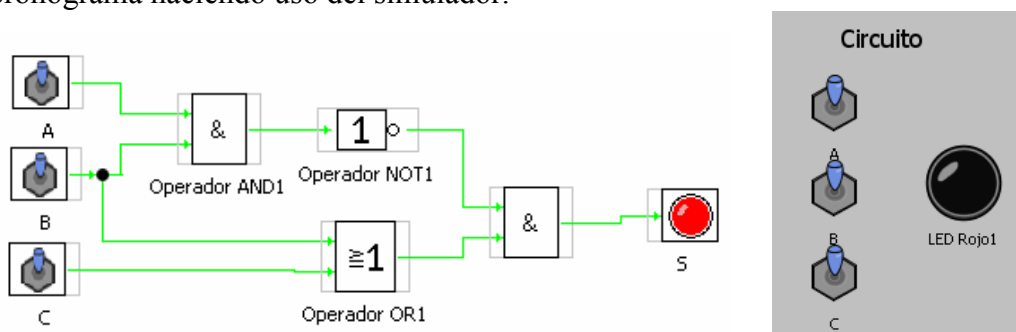 cronograma haciendo uso del simulador.
A
&
Operador AND1
1
Operador NOT1
B
&
S
≧1
Operador OR1
C
Circuito
A
B
C
LED Rojo1